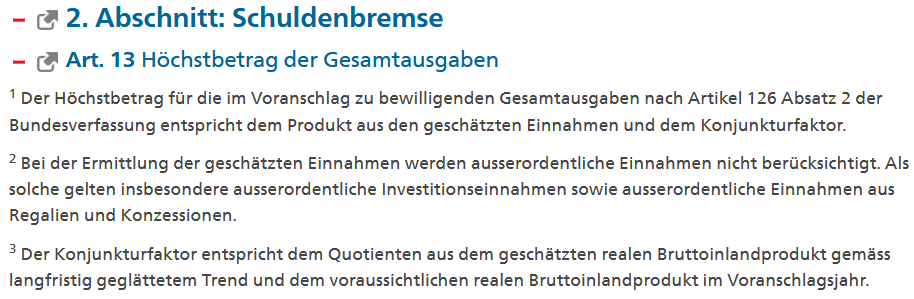 2. Abschnitt: Schuldenbremse
Art. 13 Höchstbetrag der Gesamtausgaben
1 Der Höchstbetrag für die im Voranschlag zu bewilligenden Gesamtausgaben nach Artikel 126 Absatz 2 der
Bundesverfassung entspricht dem Produkt aus den geschätzten Einnahmen und dem Konjunkturfaktor.
2 Bei der Ermittlung der geschätzten Einnahmen werden ausserordentliche Einnahmen nicht berücksichtigt. Als
solche gelten insbesondere ausserordentliche Investitionseinnahmen sowie ausserordentliche Einnahmen aus
Regalien und Konzessionen.
3 Der Konjunkturfaktor entspricht dem Quotienten aus dem geschätzten realen Bruttoinlandprodukt gemäss
langfristig geglättetem Trend und dem voraussichtlichen realen Bruttoinlandprodukt im Voranschlagsjahr.